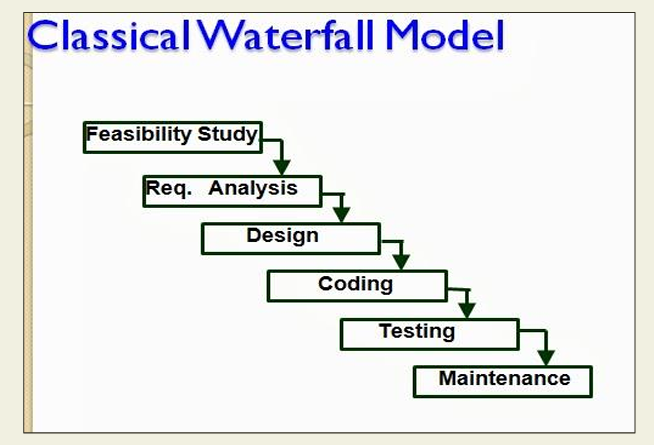 Classical Waterfall Model
Feasibility Study
Req. Analysis
Design
Coding
Testing
Maintenance